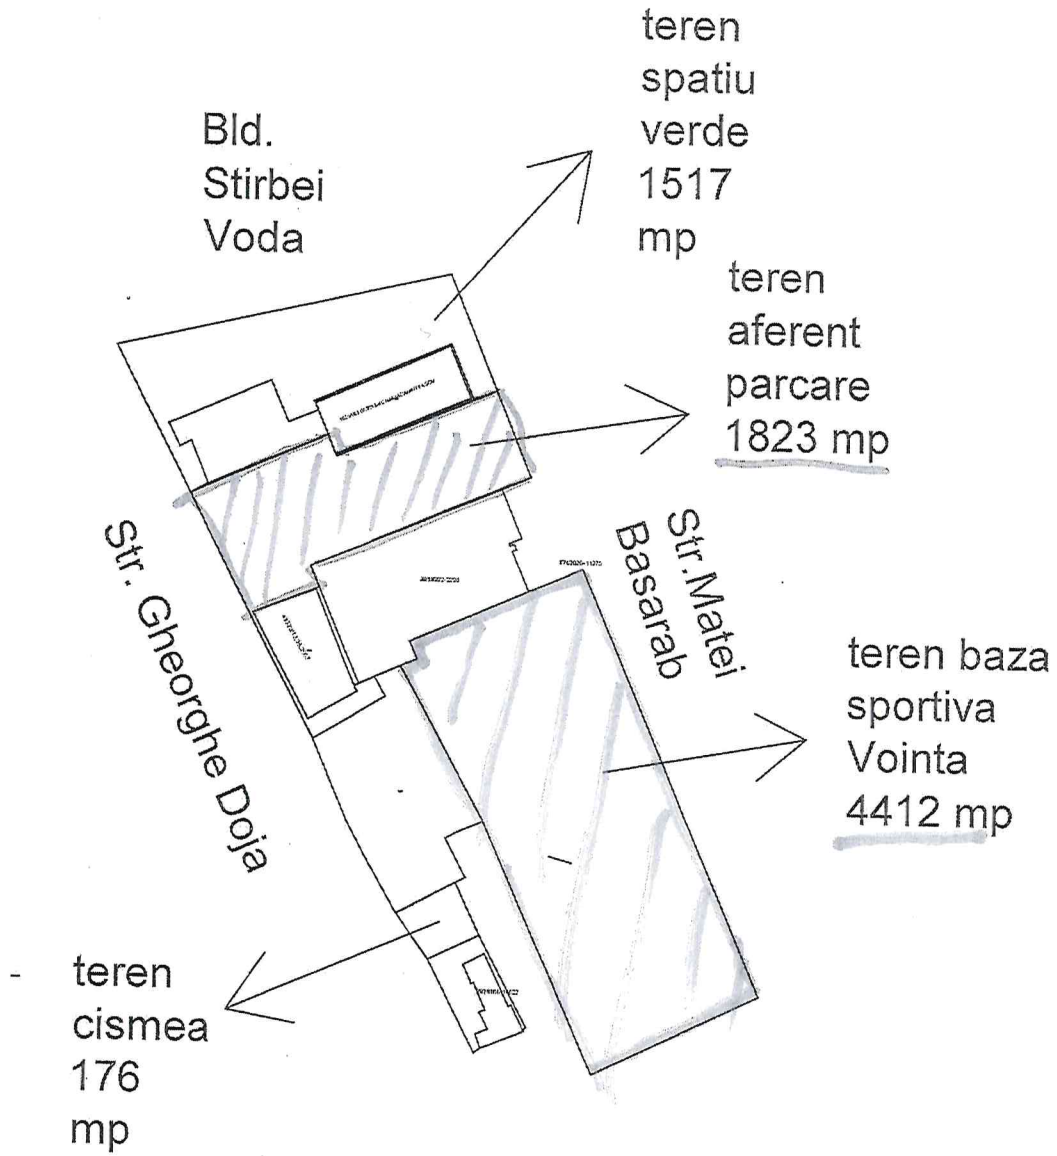 teren
spatiu
verde
1517
mp
Bld.
Stirbei
Voda
teren
aferent
parcare
1823 mp
Str.Matei
Basarab
Str. Gheorghe Doja
teren baza
sportiva
Vointa
4412 mp
- teren
cismea
176
mp